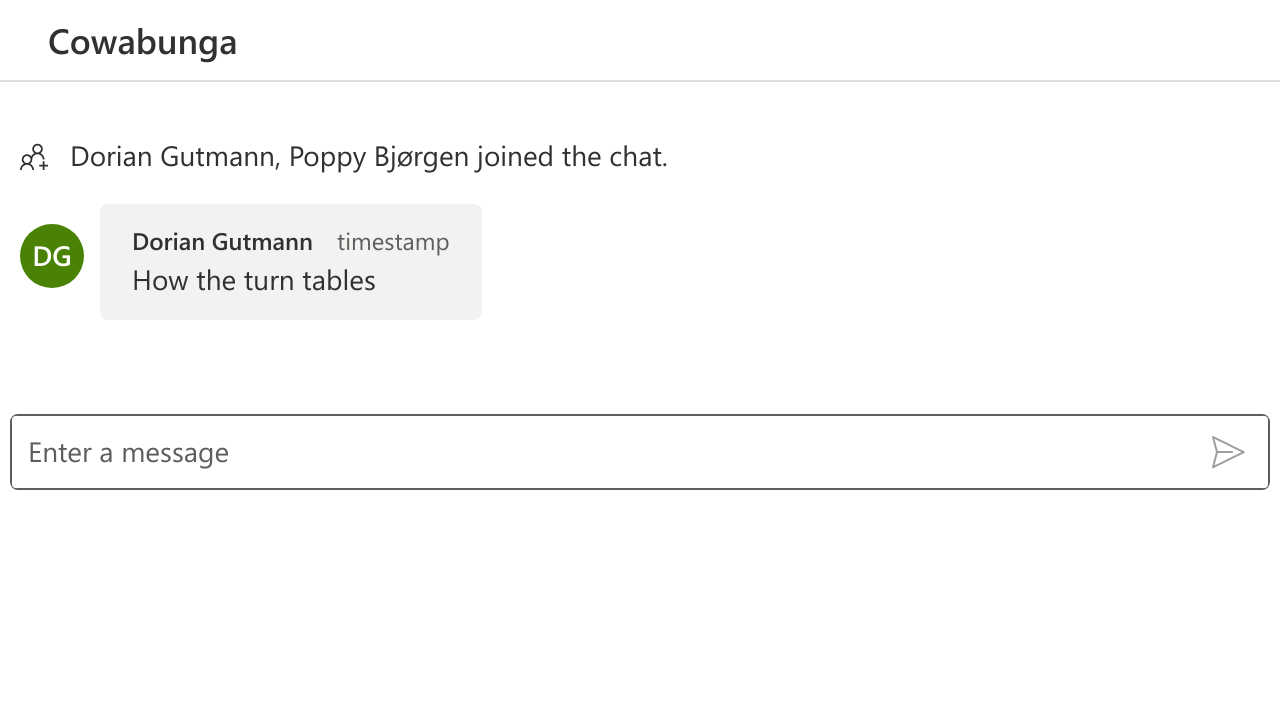 Cowabunga
Dorian Gutmann, Poppy Bjørgen joined the chat.
DG
Dorian Gutmann timestamp
How the turn tables
Enter a message